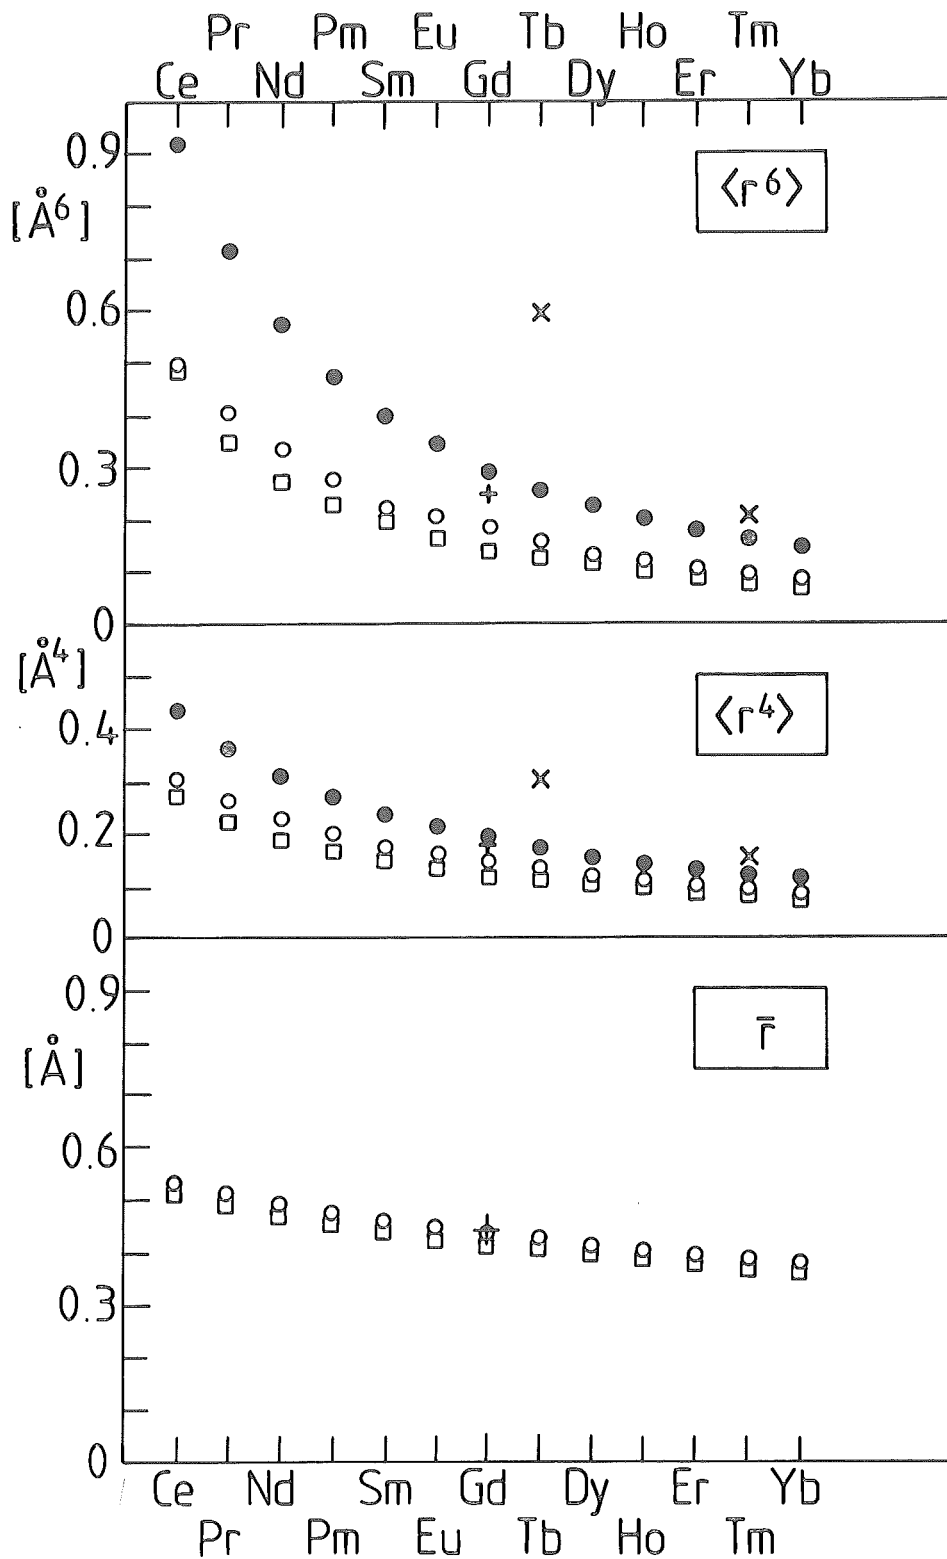 Pr Pm Eu Tb Ho Tm
Ce Nd Sm Gd Dy Er Yb
0.9
⟨r⁶⟩
[Å⁶]
0.6
0.3
0
[Å⁴]
⟨r⁴⟩
0.4
0.2
0
0.9
r̄
[Å]
0.6
0.3
0
Ce Nd Sm Gd Dy Er Yb
Pr Pm Eu Tb Ho Tm